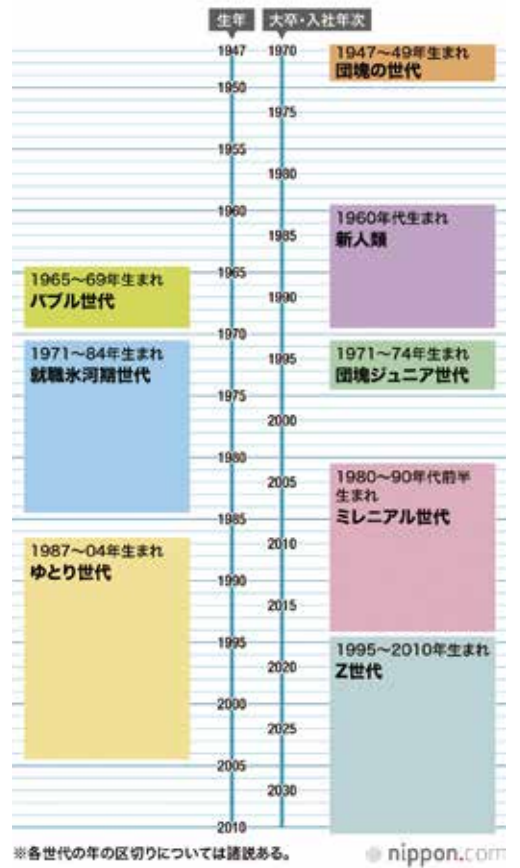 生年 大卒・入社年次
1947 1970
1947〜49年生まれ
団塊の世代
1950
1975
1955
1980
1960
1960年代生まれ
新人類
1985
1965
1965〜69年生まれ
バブル世代
1990
1970
1971〜84年生まれ
就職氷河期世代
1995
1971〜74年生まれ
団塊ジュニア世代
1975
2000
1980
2005
1980〜90年代前半
生まれ
ミレニアル世代
1985
2010
1987〜04年生まれ
ゆとり世代
1990
2015
1995
1995〜2010年生まれ
Z世代
2020
2000
2025
2005
2030
2010
※各世代の年の区切りについては諸説ある。
nippon.com